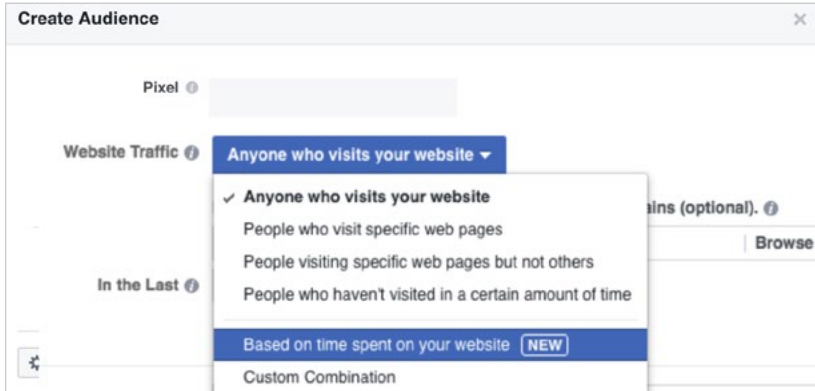 Create Audience ×
Pixel
Website Traffic Anyone who visits your website
✓ Anyone who visits your website
(optional).
People who visit specific web pages
Browse
People visiting specific web pages but not others
In the Last
People who haven't visited in a certain amount of time
Based on time spent on your website NEW
Custom Combination